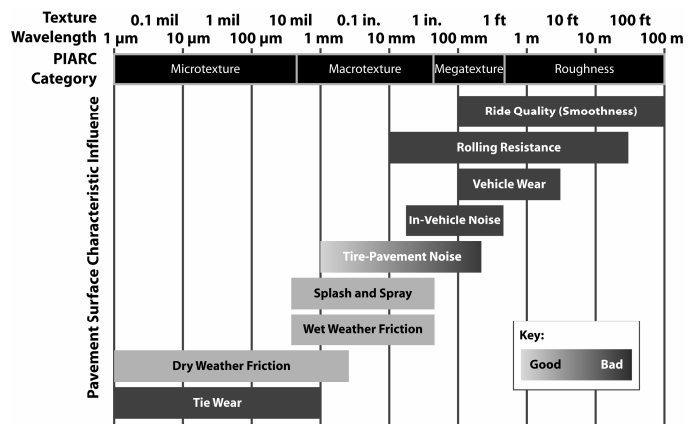 Texture 0.1 mil 1 mil 10 mil 0.1 in. 1 in. 1 ft 10 ft 100 ft
Wavelength 1 µm 10 µm 100 µm 1 mm 10 mm 100 mm 1 m 10 m 100 m
PIARC
Category
Microtexture Macrotexture Megatexture Roughness
Pavement Surface Characteristic Influence
Ride Quality (Smoothness)
Rolling Resistance
Vehicle Wear
In-Vehicle Noise
Tire-Pavement Noise
Splash and Spray
Wet Weather Friction
Dry Weather Friction
Tie Wear
Key:
Good Bad